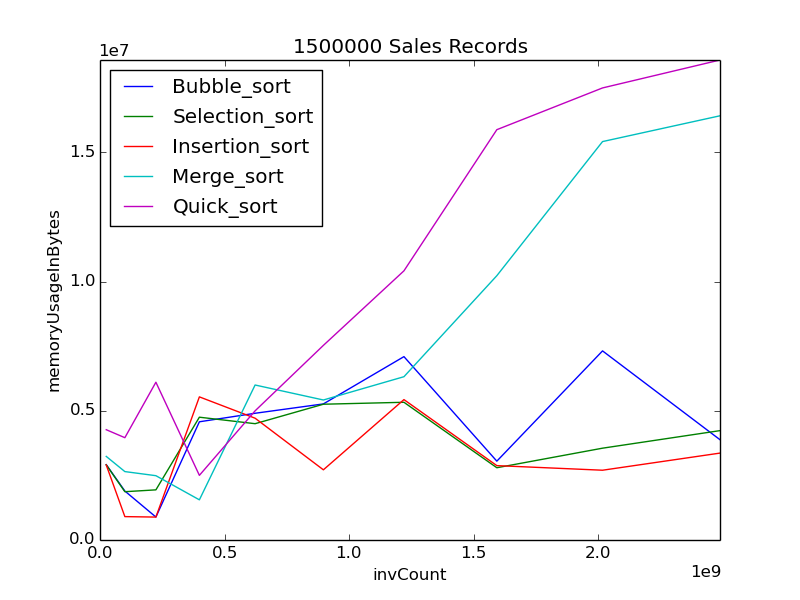 1500000 Sales Records
1e7
Bubble_sort
Selection_sort
Insertion_sort
Merge_sort
Quick_sort
1.5
1.0
0.5
0.0
memoryUsageInBytes
0.0 0.5 1.0 1.5 2.0
1e9
invCount